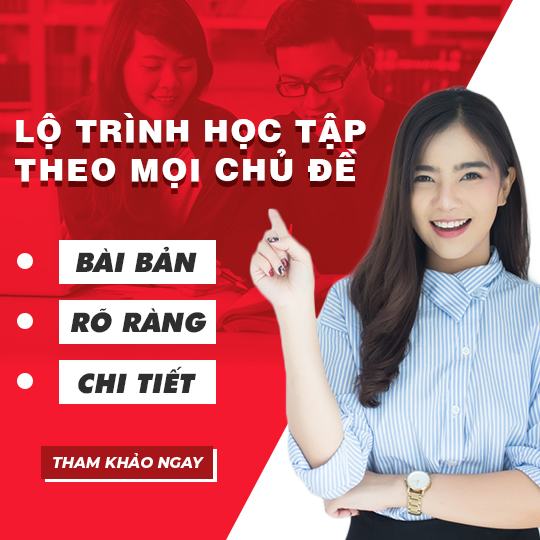 LỘ TRÌNH HỌC TẬP
THEO MỌI CHỦ ĐỀ
BÀI BẢN
RÕ RÀNG
CHI TIẾT
THAM KHẢO NGAY